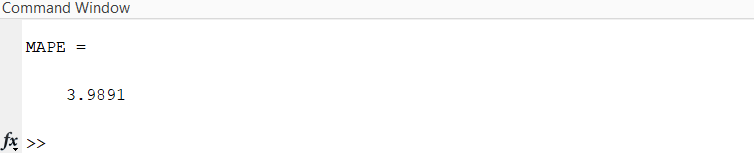 Command Window
MAPE =
3.9891
fx >>